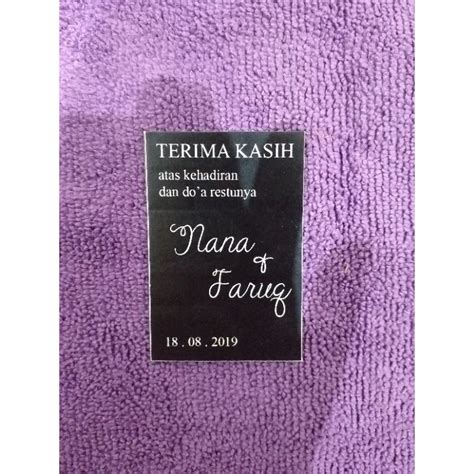 TERIMA KASIH
atas kehadiran
dan do'a restunya
Nana
&
Faruq
18 . 08 . 2019